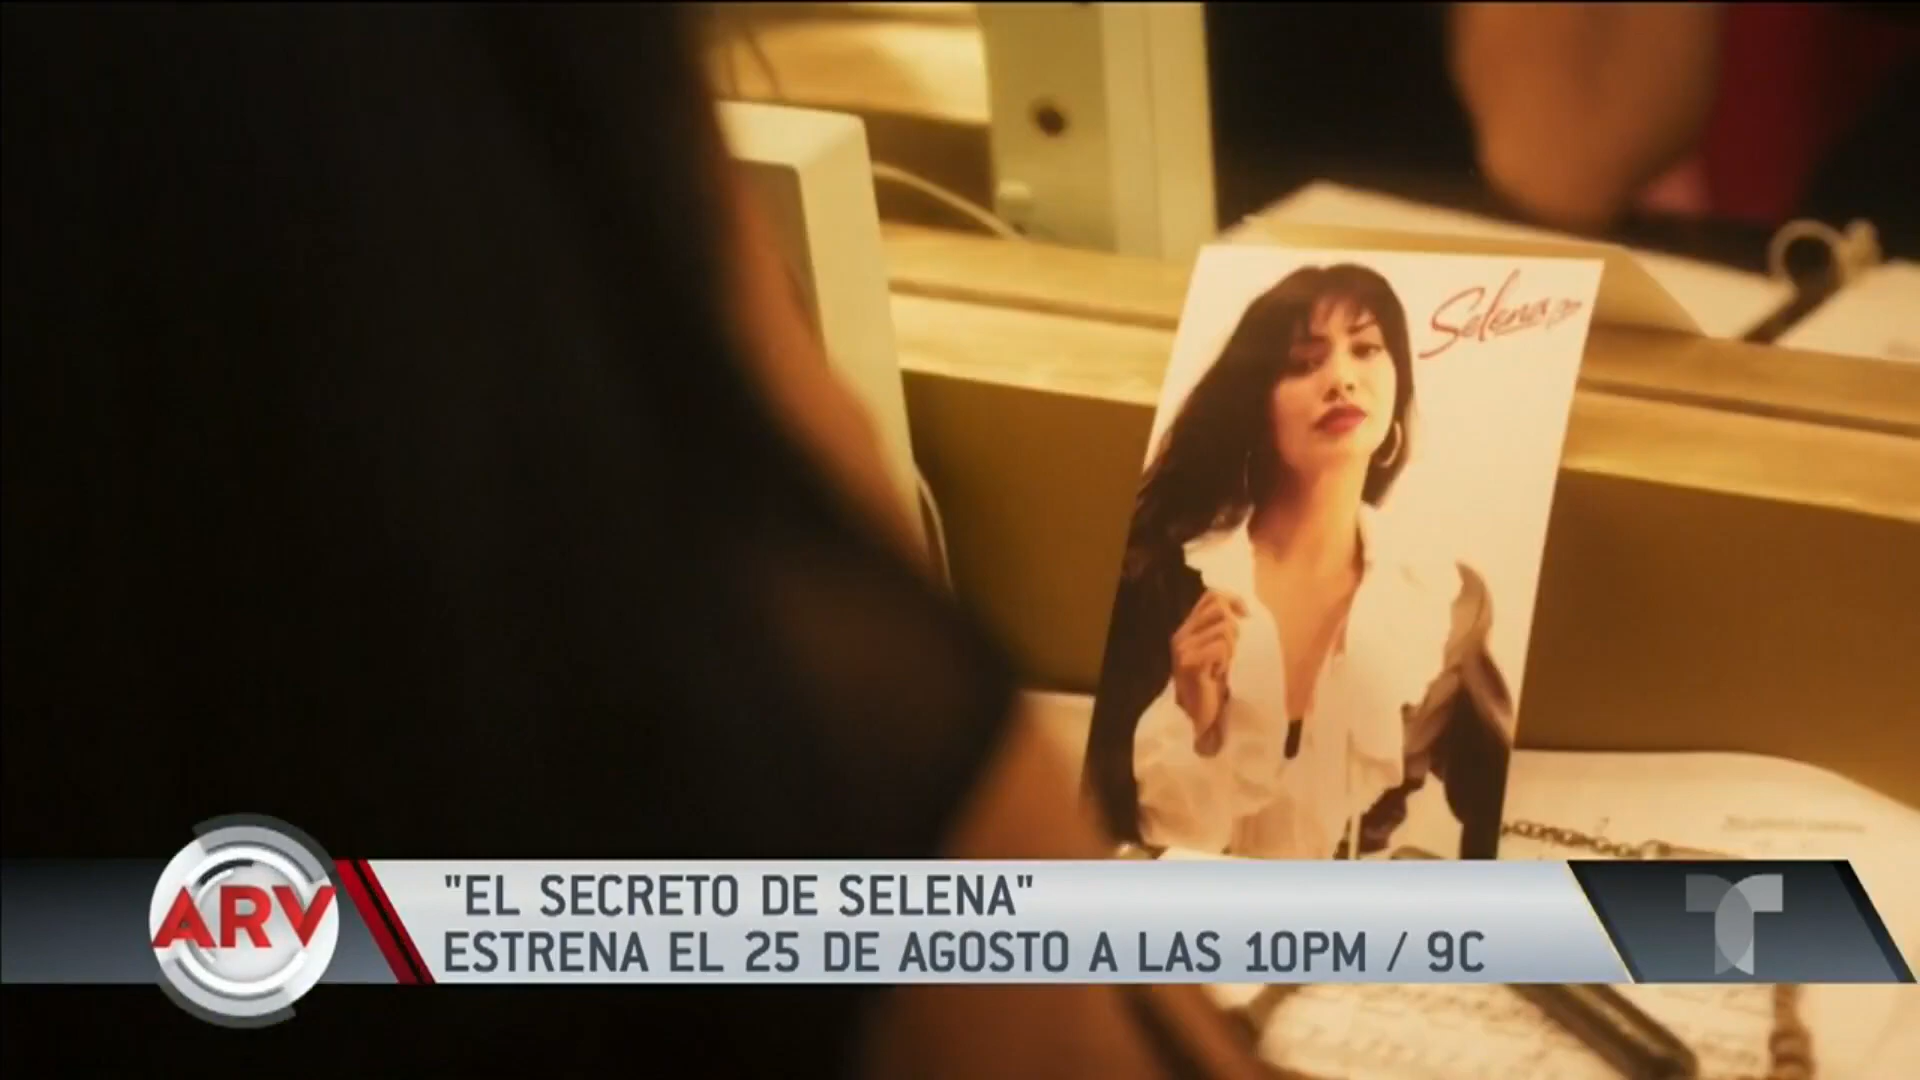 Selena
ARV
"EL SECRETO DE SELENA"
ESTRENA EL 25 DE AGOSTO A LAS 10PM / 9C